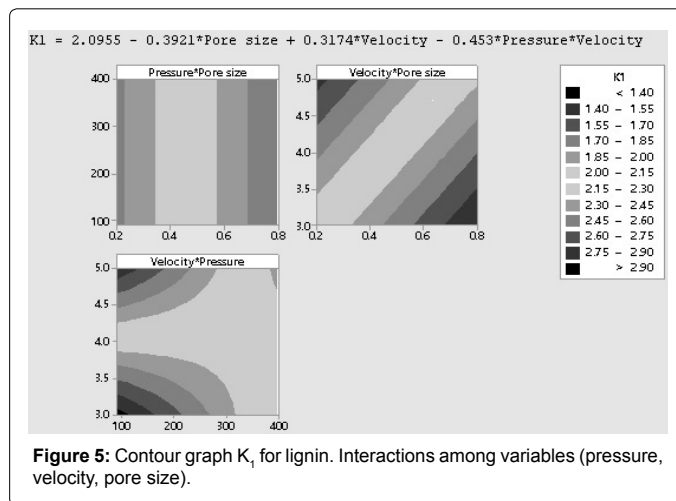 K1 = 2.0955 - 0.3921*Pore size + 0.3174*Velocity - 0.453*Pressure*Velocity
Pressure*Pore size
400
300
200
100
0.2 0.4 0.6 0.8
Velocity*Pore size
5.0
4.5
4.0
3.5
3.0
0.2 0.4 0.6 0.8
Velocity*Pressure
5.0
4.5
4.0
3.5
3.0
100 200 300 400
K1
< 1.40
1.40 – 1.55
1.55 – 1.70
1.70 – 1.85
1.85 – 2.00
2.00 – 2.15
2.15 – 2.30
2.30 – 2.45
2.45 – 2.60
2.60 – 2.75
2.75 – 2.90
> 2.90
Figure 5: Contour graph K₁ for lignin. Interactions among variables (pressure,
velocity, pore size).